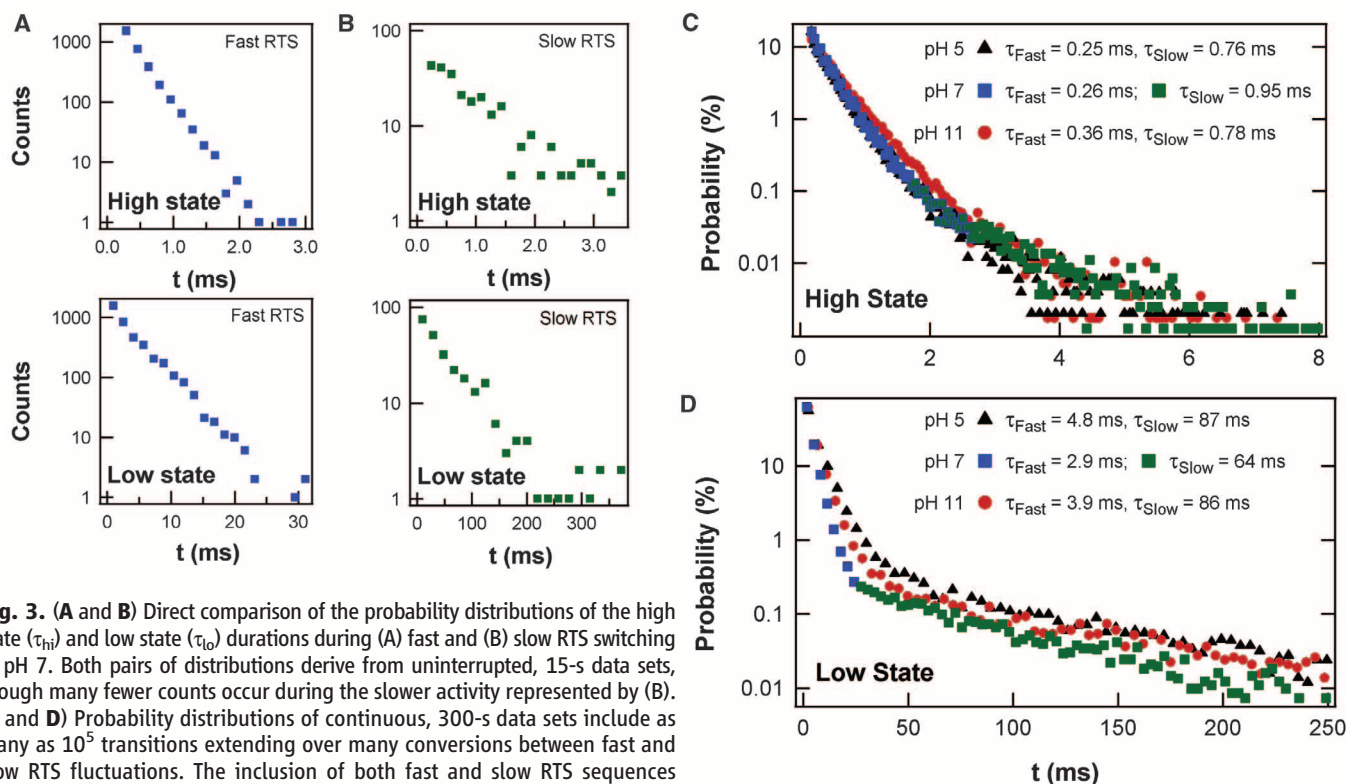 A
Fast RTS
1000
100
10
1
Counts
High state
0.0 1.0 2.0 3.0
t (ms)
B
Slow RTS
100
10
1
High state
0.0 1.0 2.0 3.0
t (ms)
Fast RTS
1000
100
10
1
Counts
Low state
0 10 20 30
t (ms)
Slow RTS
100
10
1
Low state
0 100 200 300
t (ms)
C
10
1
0.1
0.01
Probability (%)
pH 5 ▲ τFast = 0.25 ms, τSlow = 0.76 ms
pH 7 ■ τFast = 0.26 ms; ■ τSlow = 0.95 ms
pH 11 ● τFast = 0.36 ms, τSlow = 0.78 ms
High State
0 2 4 6 8
D
10
1
0.1
0.01
Probability (%)
pH 5 ▲ τFast = 4.8 ms, τSlow = 87 ms
pH 7 ■ τFast = 2.9 ms; ■ τSlow = 64 ms
pH 11 ● τFast = 3.9 ms, τSlow = 86 ms
Low State
0 50 100 150 200 250
t (ms)
g. 3. (A and B) Direct comparison of the probability distributions of the high
ate (τhi) and low state (τlo) durations during (A) fast and (B) slow RTS switching
pH 7. Both pairs of distributions derive from uninterrupted, 15-s data sets,
ough many fewer counts occur during the slower activity represented by (B).
and D) Probability distributions of continuous, 300-s data sets include as
any as 10⁵ transitions extending over many conversions between fast and
ow RTS fluctuations. The inclusion of both fast and slow RTS sequences